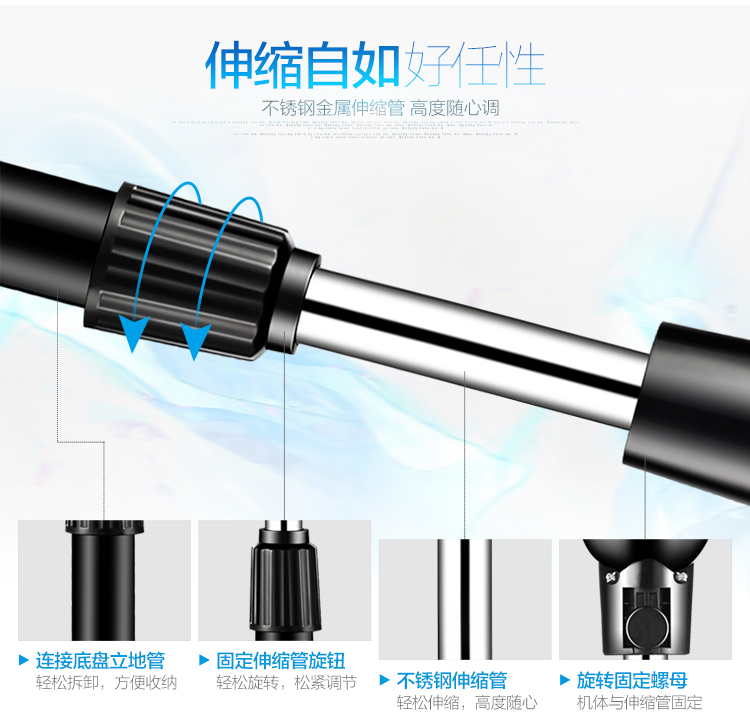 伸缩自如好任性
不锈钢金属伸缩管 高度随心调
连接底盘立地管
轻松拆卸，方便收纳
固定伸缩管旋钮
轻松旋转，松紧调节
不锈钢伸缩管
轻松伸缩，高度随心
旋转固定螺母
机体与伸缩管固定